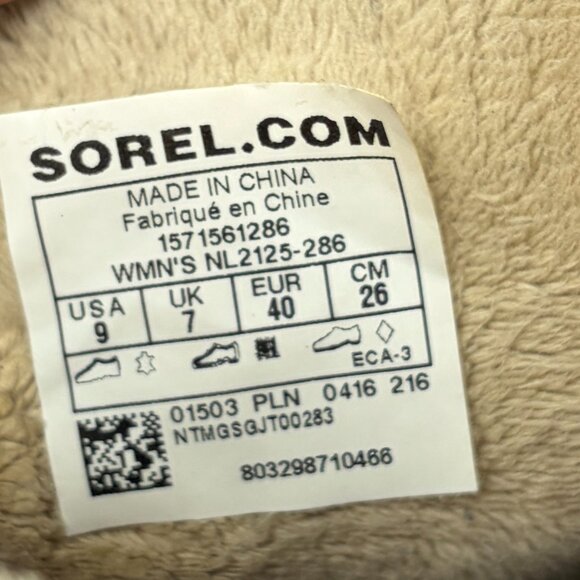 SOREL.COM
MADE IN CHINA
Fabriqué en Chine
1571561286
WMN'S NL2125-286
USA UK EUR CM
9 7 40 26
ECA-3
01503 PLN 0416 216
NTMGSGJT00283
803298710466